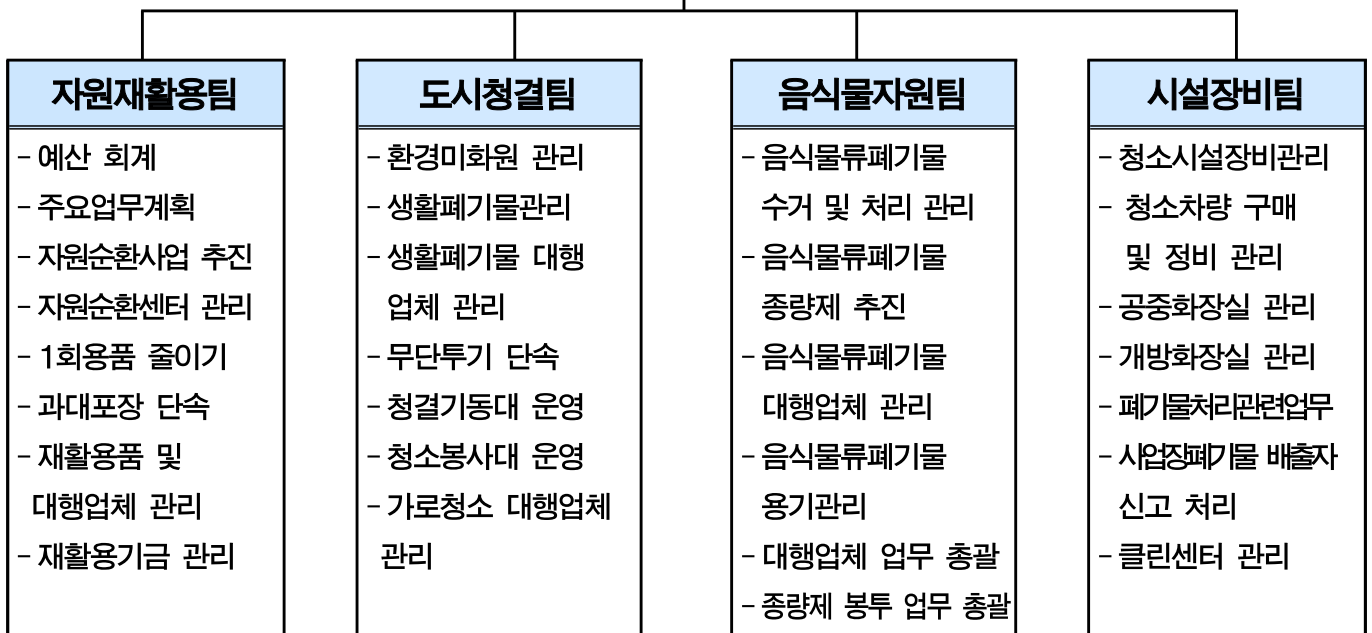 자원재활용팀
- 예산 회계
- 주요업무계획
- 자원순환사업 추진
- 자원순환센터 관리
- 1회용품 줄이기
- 과대포장 단속
- 재활용품 및
대행업체 관리
- 재활용기금 관리
도시청결팀
- 환경미화원 관리
- 생활폐기물관리
- 생활폐기물 대행
업체 관리
- 무단투기 단속
- 청결기동대 운영
- 청소봉사대 운영
- 가로청소 대행업체
관리
음식물자원팀
- 음식물류폐기물
수거 및 처리 관리
- 음식물류폐기물
종량제 추진
- 음식물류폐기물
대행업체 관리
- 음식물류폐기물
용기관리
- 대행업체 업무 총괄
- 종량제 봉투 업무 총괄
시설장비팀
- 청소시설장비관리
- 청소차량 구매
및 정비 관리
- 공중화장실 관리
- 개방화장실 관리
- 폐기물처리관련업무
- 사업장폐기물 배출자
신고 처리
- 클린센터 관리